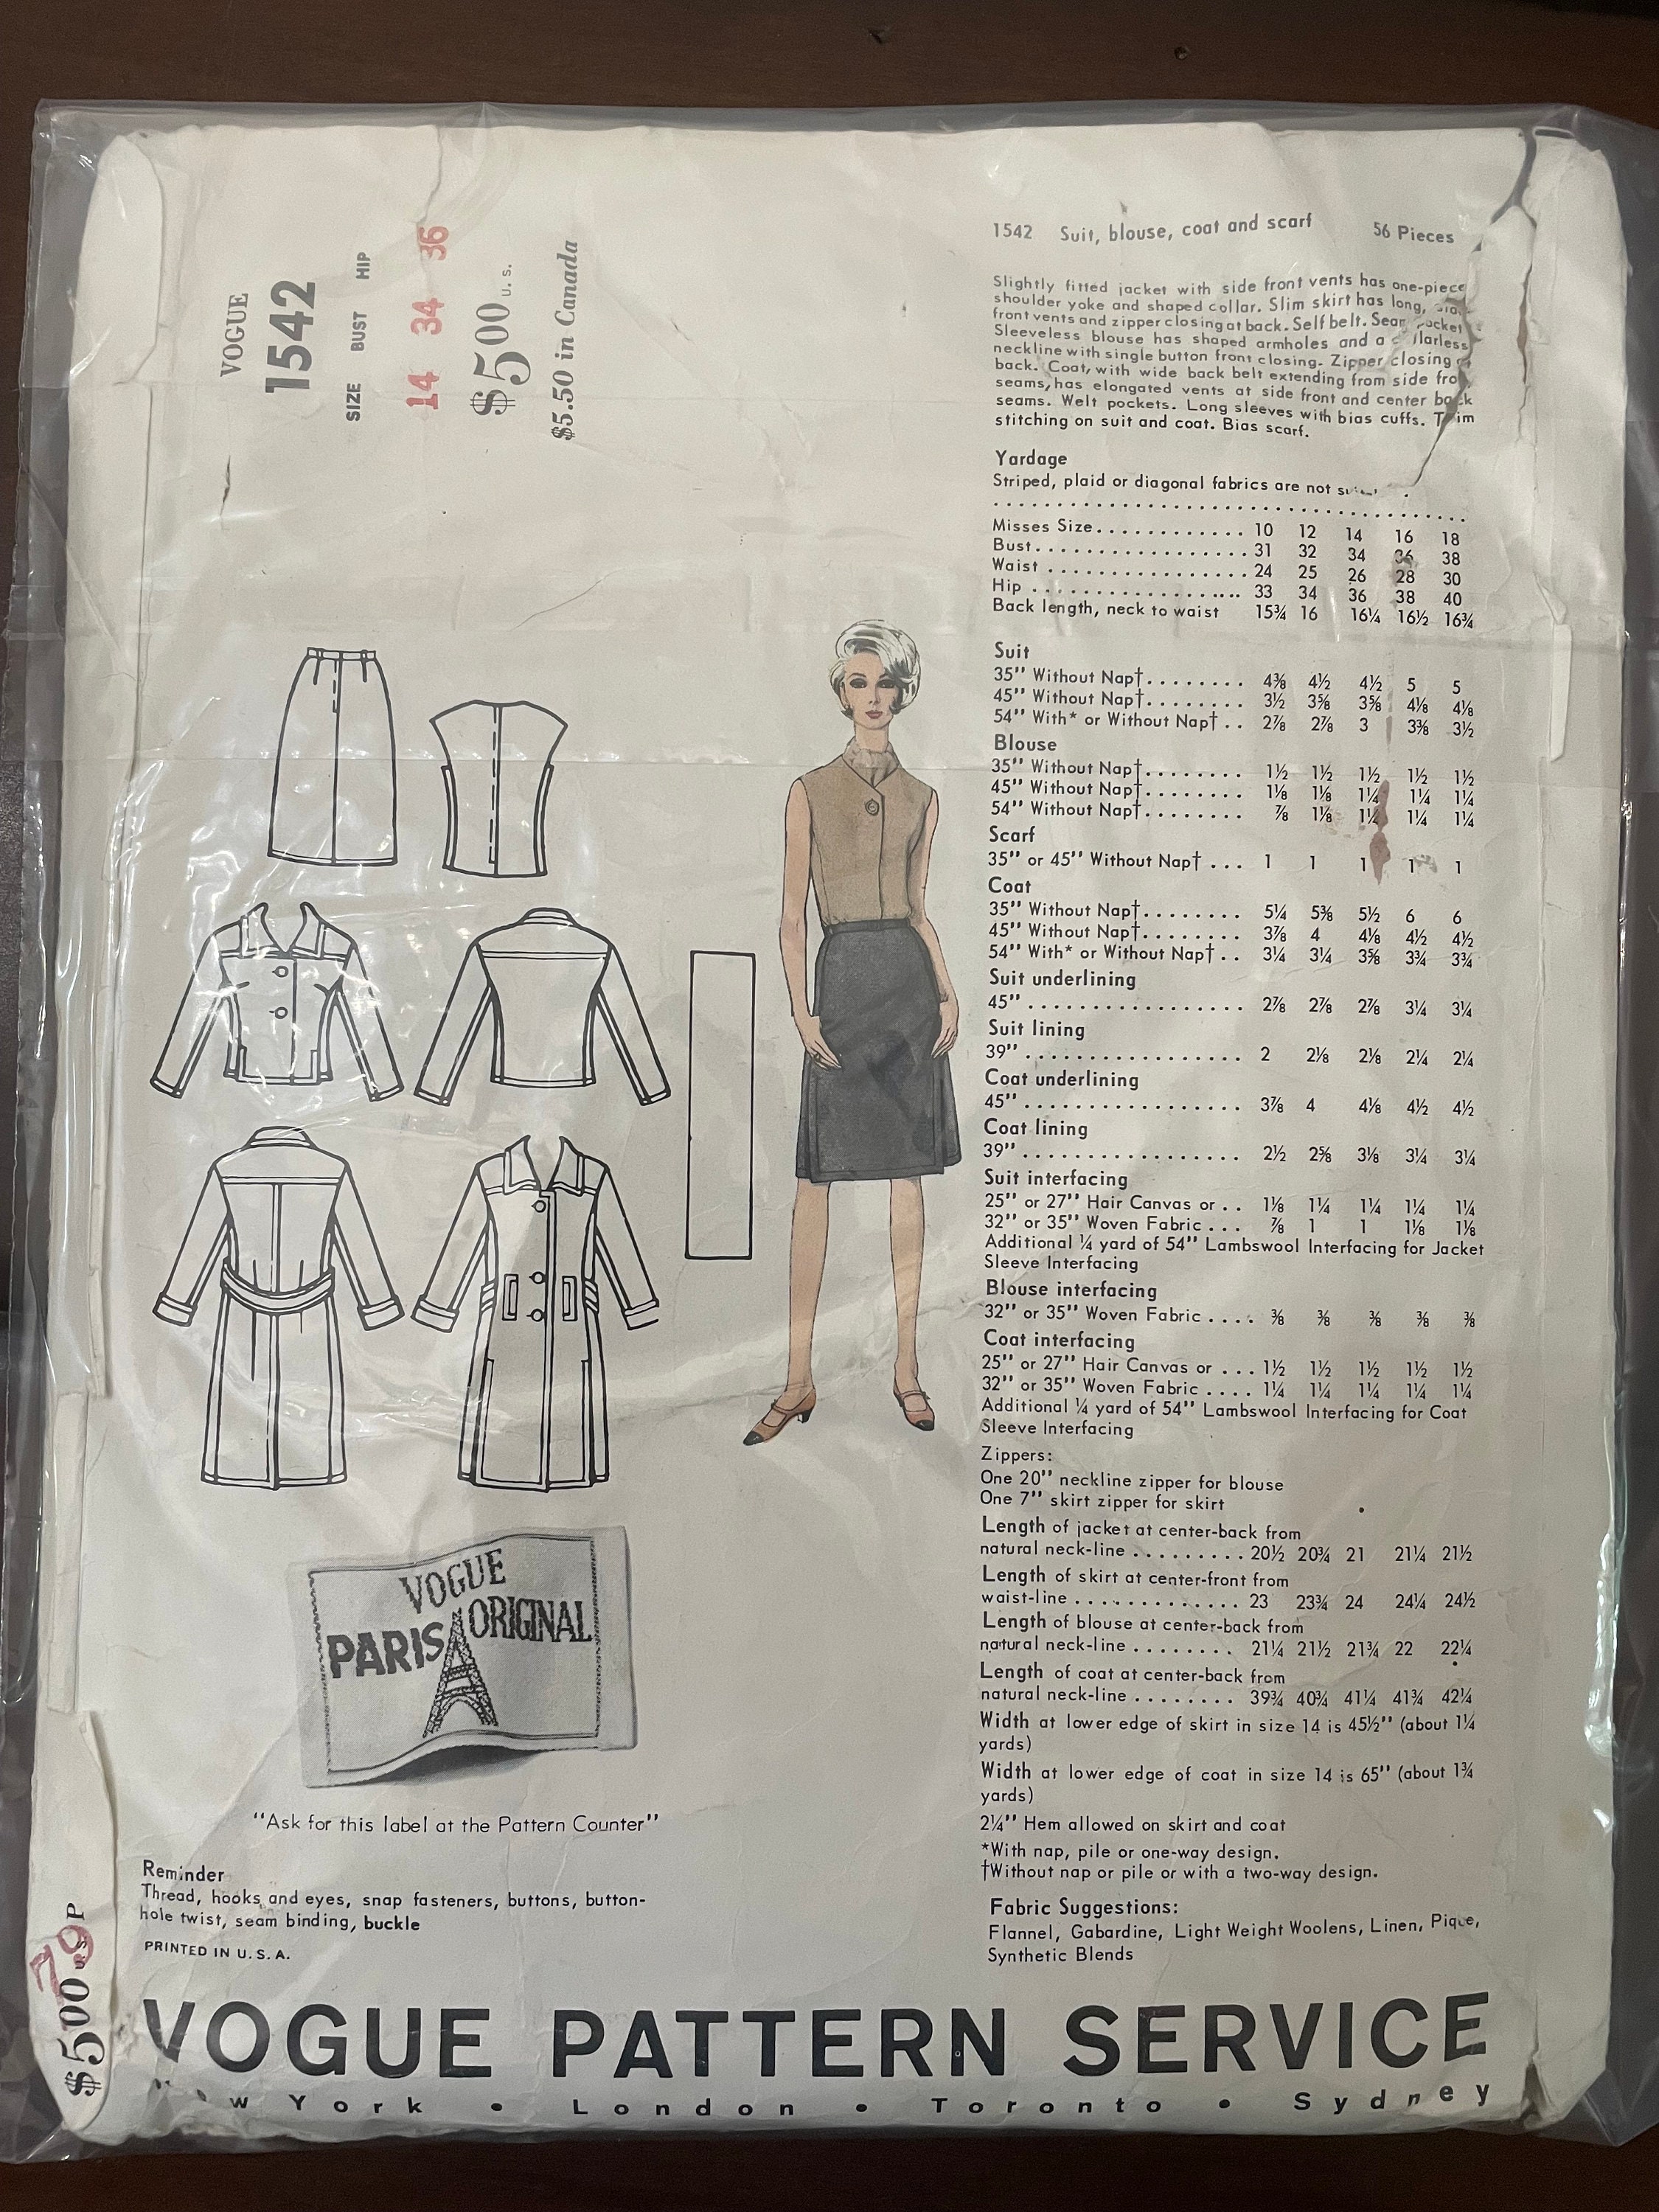 VOGUE
1542
SIZE BUST HIP
14 34 36
$5.00 U.S.
$5.50 in Canada
1542 Suit, blouse, coat and scarf 56 Pieces
Slightly fitted jacket with side front vents has one-piece
shoulder yoke and shaped collar. Slim skirt has long,
front vents and zipper closing at back. Self belt. Seam pocket
Sleeveless blouse has shaped armholes and a collarless
neckline with single button front closing. Zipper closing
back. Coat, with wide back belt extending from side front
seams, has elongated vents at side front and center back
seams. Welt pockets. Long sleeves with bias cuffs. Trim
stitching on suit and coat. Bias scarf.
Yardage
Striped, plaid or diagonal fabrics are not
Misses Size............ 10 12 14 16 18
Bust.................. 31 32 34 36 38
Waist ................. 24 25 26 28 30
Hip ................... 33 34 36 38 40
Back length, neck to waist 15¾ 16 16¼ 16½ 16¾
Suit
35" Without Nap†........ 4⅜ 4½ 4½ 5 5
45" Without Nap†........ 3½ 3⅝ 3⅝ 4⅛ 4⅛
54" With* or Without Nap† .. 2⅞ 2⅞ 3 3⅜ 3½
Blouse
35" Without Nap†........ 1½ 1½ 1½ 1½ 1½
45" Without Nap†........ 1⅛ 1⅛ 1¼ 1¼ 1¼
54" Without Nap†........ ⅞ 1⅛ 1¼ 1¼ 1¼
Scarf
35" or 45" Without Nap† ... 1 1 1 1 1
Coat
35" Without Nap†........ 5¼ 5⅜ 5½ 6 6
45" Without Nap†........ 3⅞ 4 4⅛ 4½ 4½
54" With* or Without Nap† .. 3¼ 3¼ 3⅝ 3¾ 3¾
Suit underlining
45" ................. 2⅞ 2⅞ 2⅞ 3¼ 3¼
Suit lining
39" ................. 2 2⅛ 2⅛ 2¼ 2¼
Coat underlining
45" ................. 3⅞ 4 4⅛ 4½ 4½
Coat lining
39" ................. 2½ 2⅝ 3⅛ 3¼ 3¼
Suit interfacing
25" or 27" Hair Canvas or .. 1⅛ 1¼ 1¼ 1¼ 1¼
32" or 35" Woven Fabric ... ⅞ 1 1 1⅛ 1⅛
Additional ¼ yard of 54" Lambswool Interfacing for Jacket
Sleeve Interfacing
Blouse interfacing
32" or 35" Woven Fabric .... ⅜ ⅜ ⅜ ⅜ ⅜
Coat interfacing
25" or 27" Hair Canvas or ... 1½ 1½ 1½ 1½ 1½
32" or 35" Woven Fabric .... 1¼ 1¼ 1¼ 1¼ 1¼
Additional ¼ yard of 54" Lambswool Interfacing for Coat
Sleeve Interfacing
Zippers:
One 20" neckline zipper for blouse
One 7" skirt zipper for skirt
Length of jacket at center-back from
natural neck-line ......... 20½ 20¾ 21 21¼ 21½
Length of skirt at center-front from
waist-line ............. 23 23¾ 24 24¼ 24½
Length of blouse at center-back from
natural neck-line ........ 21¼ 21½ 21¾ 22 22¼
Length of coat at center-back from
natural neck-line ........ 39¾ 40¾ 41¼ 41¾ 42¼
Width at lower edge of skirt in size 14 is 45½" (about 1¼
yards)
Width at lower edge of coat in size 14 is 65" (about 1¾
yards)
2¼" Hem allowed on skirt and coat
*With nap, pile or one-way design.
†Without nap or pile or with a two-way design.
Fabric Suggestions:
Flannel, Gabardine, Light Weight Woolens, Linen, Pique,
Synthetic Blends
VOGUE
PARIS ORIGINAL
"Ask for this label at the Pattern Counter"
Reminder
Thread, hooks and eyes, snap fasteners, buttons, button-
hole twist, seam binding, buckle
PRINTED IN U.S.A.
$5.00 U.S. P
79
VOGUE PATTERN SERVICE
New York • London • Toronto • Sydney